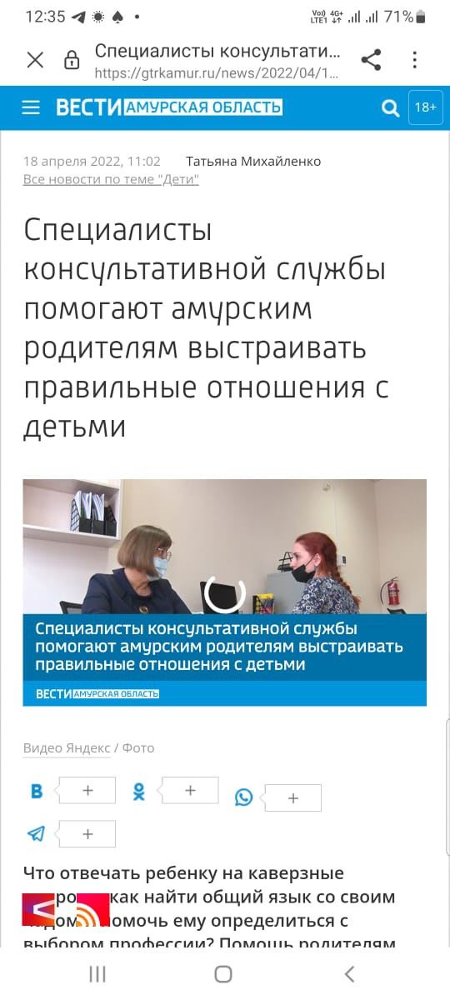 12:35
Vo)) LTE1 4G+ 71%
Специалисты консультати...
https://gtrkamur.ru/news/2022/04/1...
ВЕСТИ АМУРСКАЯ ОБЛАСТЬ 18+
18 апреля 2022, 11:02 Татьяна Михайленко
Все новости по теме "Дети"
Специалисты
консультативной службы
помогают амурским
родителям выстраивать
правильные отношения с
детьми
Специалисты консультативной службы
помогают амурским родителям выстраивать
правильные отношения с детьми
ВЕСТИ АМУРСКАЯ ОБЛАСТЬ
Видео Яндекс / Фото
В + + +
+
Что отвечать ребенку на каверзные
как найти общий язык со своим
ему определиться с
выбором профессии? Помощь родителям